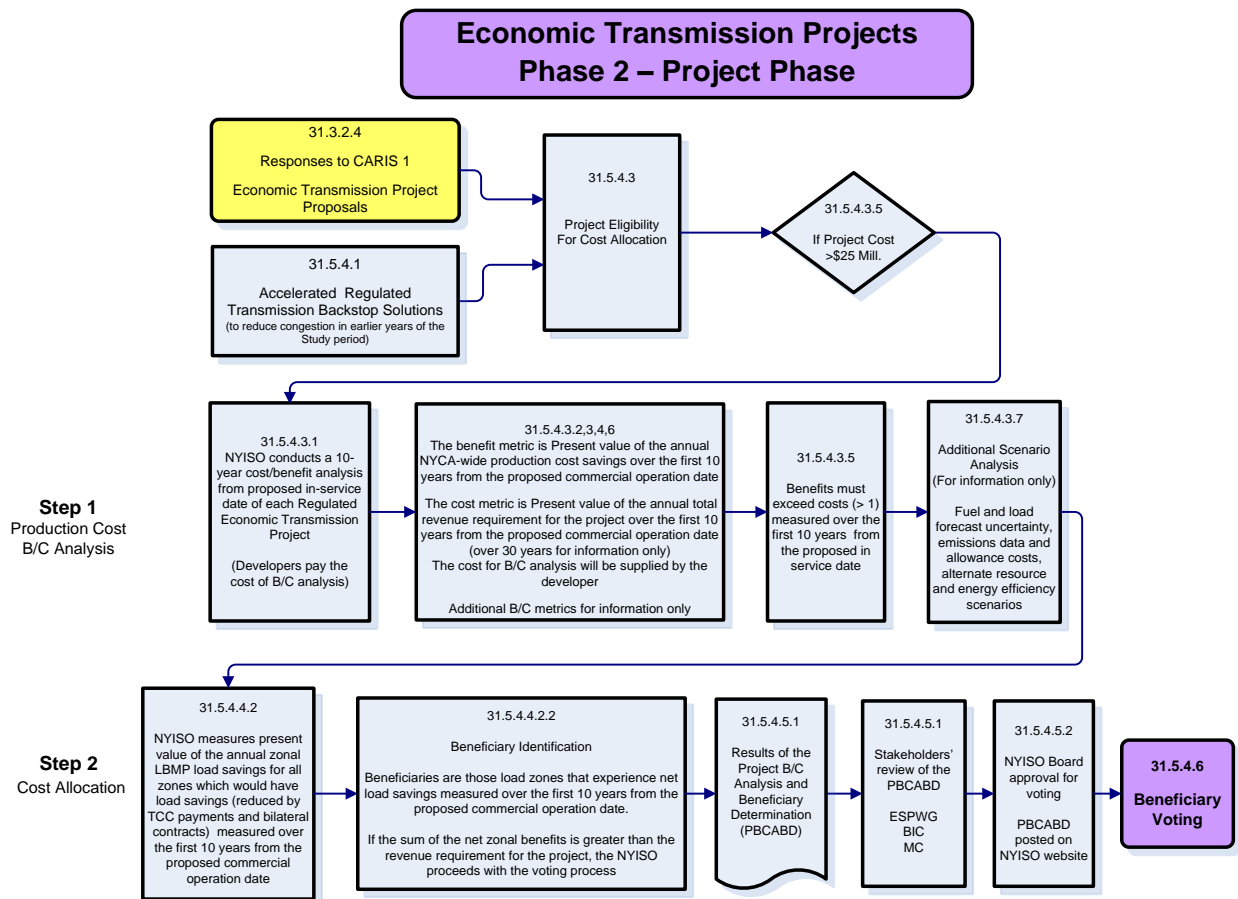 Economic Transmission Projects
Phase 2 – Project Phase
31.3.2.4
Responses to CARIS 1
Economic Transmission Project
Proposals
31.5.4.1
Accelerated Regulated
Transmission Backstop Solutions
(to reduce congestion in earlier years of the
Study period)
31.5.4.3
Project Eligibility
For Cost Allocation
31.5.4.3.5
If Project Cost
>$25 Mill.
Step 1
Production Cost
B/C Analysis
31.5.4.3.1
NYISO conducts a 10-
year cost/benefit analysis
from proposed in-service
date of each Regulated
Economic Transmission
Project
(Developers pay the
cost of B/C analysis)
31.5.4.3.2,3,4,6
The benefit metric is Present value of the annual
NYCA-wide production cost savings over the first 10
years from the proposed commercial operation date
The cost metric is Present value of the annual total
revenue requirement for the project over the first 10
years from the proposed commercial operation date
(over 30 years for information only)
The cost for B/C analysis will be supplied by the
developer
Additional B/C metrics for information only
31.5.4.3.5
Benefits must
exceed costs (> 1)
measured over the
first 10 years from
the proposed in
service date
31.5.4.3.7
Additional Scenario
Analysis
(For information only)
Fuel and load
forecast uncertainty,
emissions data and
allowance costs,
alternate resource
and energy efficiency
scenarios
Step 2
Cost Allocation
31.5.4.4.2
NYISO measures present
value of the annual zonal
LBMP load savings for all
zones which would have
load savings (reduced by
TCC payments and bilateral
contracts) measured over
the first 10 years from the
proposed commercial
operation date
31.5.4.4.2.2
Beneficiary Identification
Beneficiaries are those load zones that experience net
load savings measured over the first 10 years from the
proposed commercial operation date.
If the sum of the net zonal benefits is greater than the
revenue requirement for the project, the NYISO
proceeds with the voting process
31.5.4.5.1
Results of the
Project B/C
Analysis and
Beneficiary
Determination
(PBCABD)
31.5.4.5.1
Stakeholders'
review of the
PBCABD
ESPWG
BIC
MC
31.5.4.5.2
NYISO Board
approval for
voting
PBCABD
posted on
NYISO website
31.5.4.6
Beneficiary
Voting